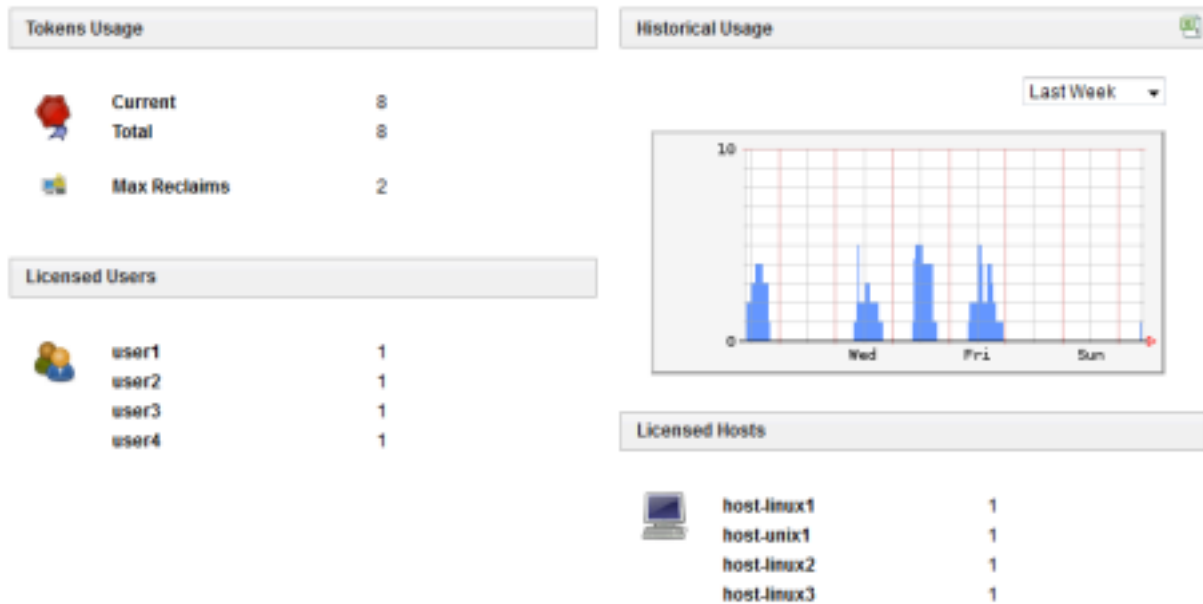 Tokens Usage
Current 8
Total 8
Max Reclaims 2
Licensed Users
user1 1
user2 1
user3 1
user4 1
Historical Usage
Last Week
10
0
Wed Fri Sun
Licensed Hosts
host-linux1 1
host-unix1 1
host-linux2 1
host-linux3 1